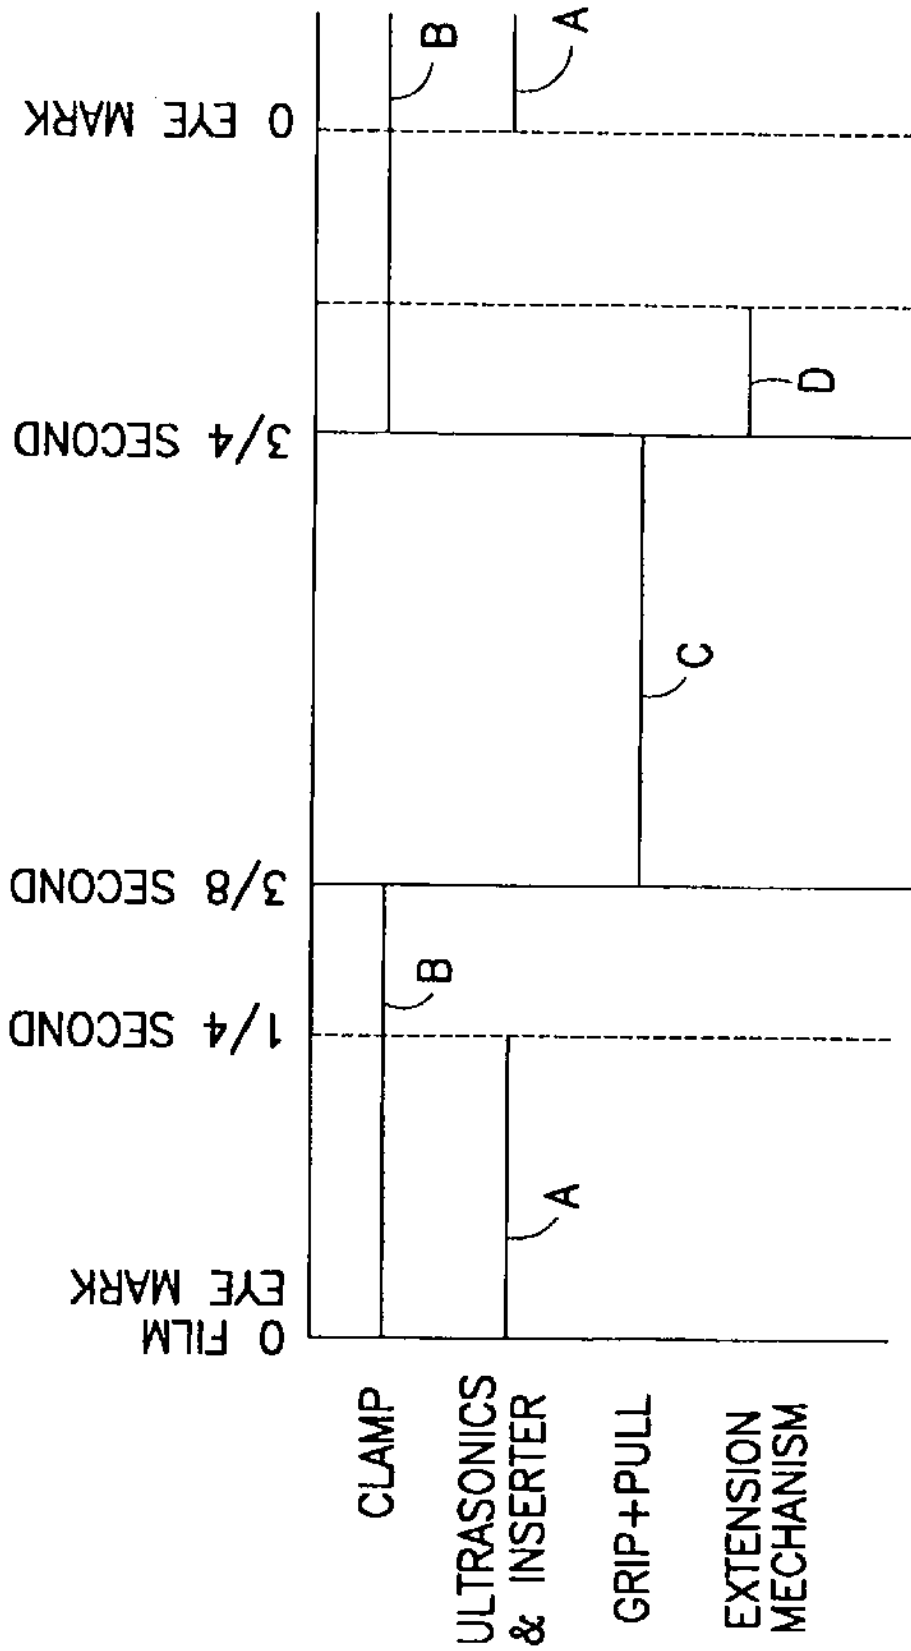 0 FILM
EYE MARK
1/4 SECOND
3/8 SECOND
3/4 SECOND
0 EYE MARK
CLAMP
B
B
ULTRASONICS
& INSERTER
A
A
GRIP+PULL
C
EXTENSION
MECHANISM
D